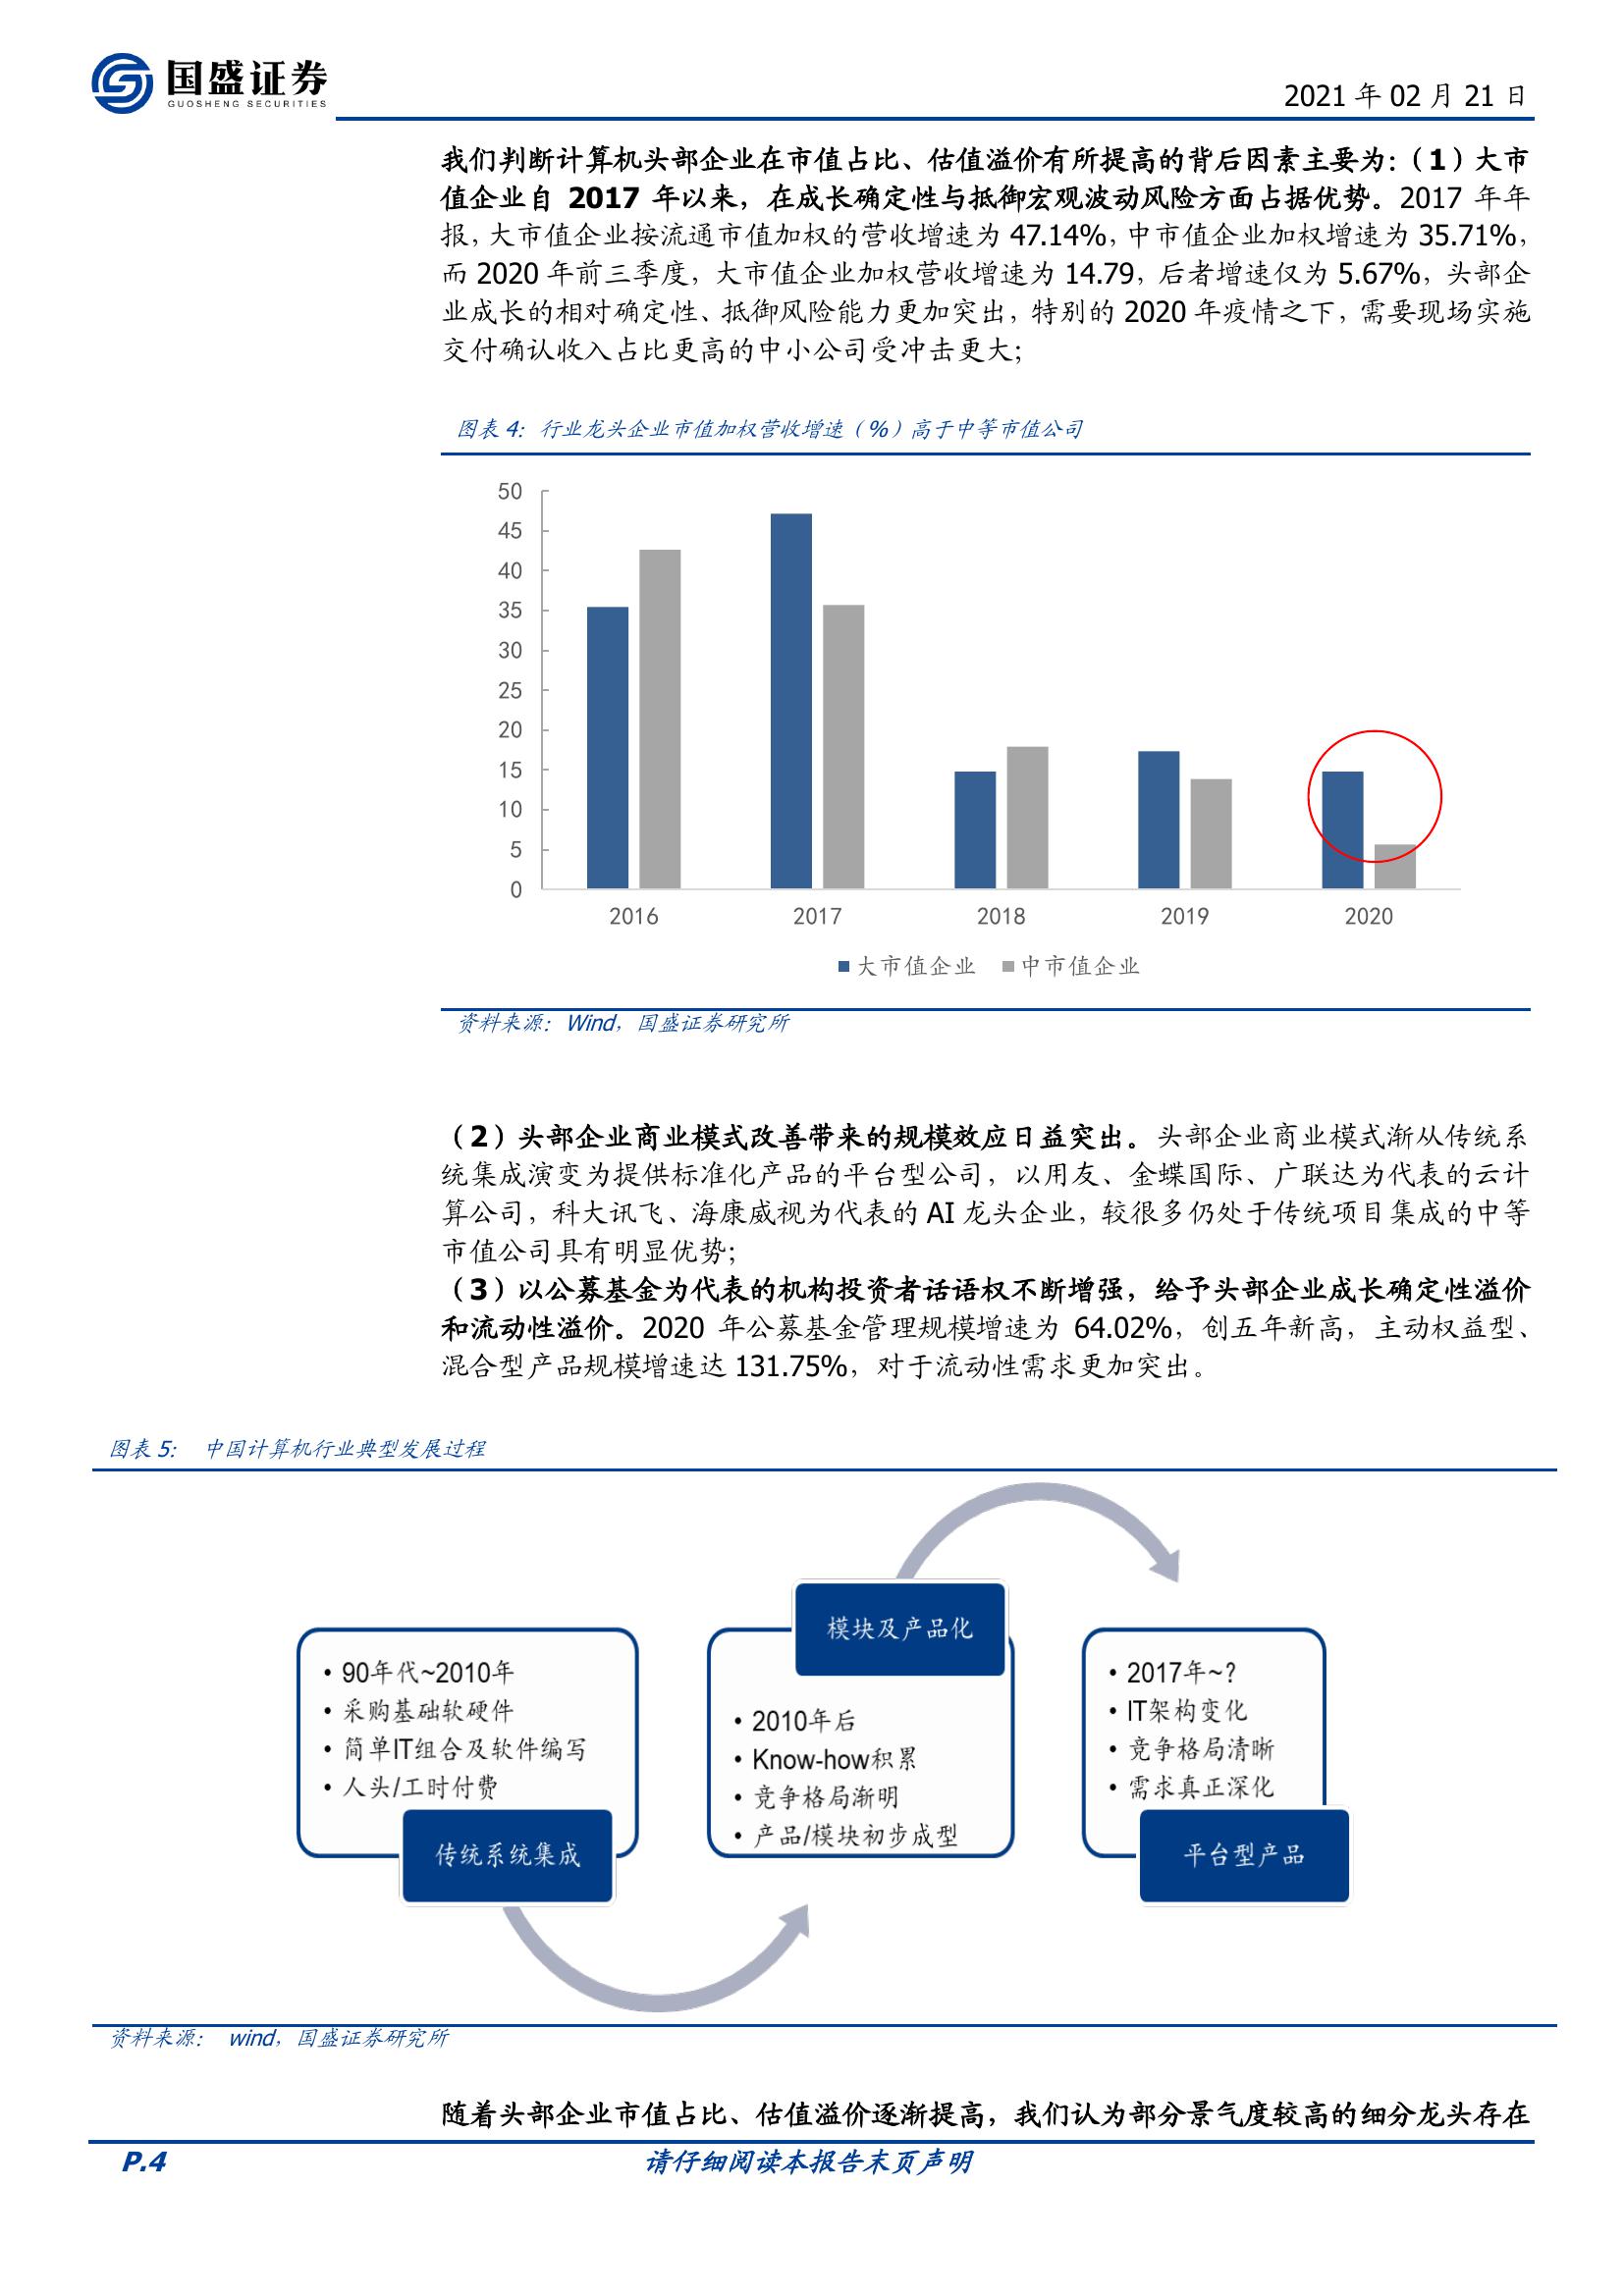 国盛证券
GUOSHENG SECURITIES
2021 年 02 月 21 日
我们判断计算机头部企业在市值占比、估值溢价有所提高的背后因素主要为:（1）大市
值企业自 2017 年以来，在成长确定性与抵御宏观波动风险方面占据优势。2017 年年
报，大市值企业按流通市值加权的营收增速为 47.14%，中市值企业加权增速为 35.71%，
而 2020 年前三季度，大市值企业加权营收增速为 14.79，后者增速仅为 5.67%，头部企
业成长的相对确定性、抵御风险能力更加突出，特别的 2020 年疫情之下，需要现场实施
交付确认收入占比更高的中小公司受冲击更大；
图表 4: 行业龙头企业市值加权营收增速（%）高于中等市值公司
50
45
40
35
30
25
20
15
10
5
0
2016 2017 2018 2019 2020
大市值企业 中市值企业
资料来源：Wind，国盛证券研究所
（2）头部企业商业模式改善带来的规模效应日益突出。头部企业商业模式渐从传统系
统集成演变为提供标准化产品的平台型公司，以用友、金蝶国际、广联达为代表的云计
算公司，科大讯飞、海康威视为代表的 AI 龙头企业，较很多仍处于传统项目集成的中等
市值公司具有明显优势；
（3）以公募基金为代表的机构投资者话语权不断增强，给予头部企业成长确定性溢价
和流动性溢价。2020 年公募基金管理规模增速为 64.02%，创五年新高，主动权益型、
混合型产品规模增速达 131.75%，对于流动性需求更加突出。
图表 5: 中国计算机行业典型发展过程
• 90年代~2010年
• 采购基础软硬件
• 简单IT组合及软件编写
• 人头/工时付费
传统系统集成
模块及产品化
• 2010年后
• Know-how积累
• 竞争格局渐明
• 产品/模块初步成型
• 2017年~?
• IT架构变化
• 竞争格局清晰
• 需求真正深化
平台型产品
资料来源： wind，国盛证券研究所
随着头部企业市值占比、估值溢价逐渐提高，我们认为部分景气度较高的细分龙头存在
P.4
请仔细阅读本报告末页声明